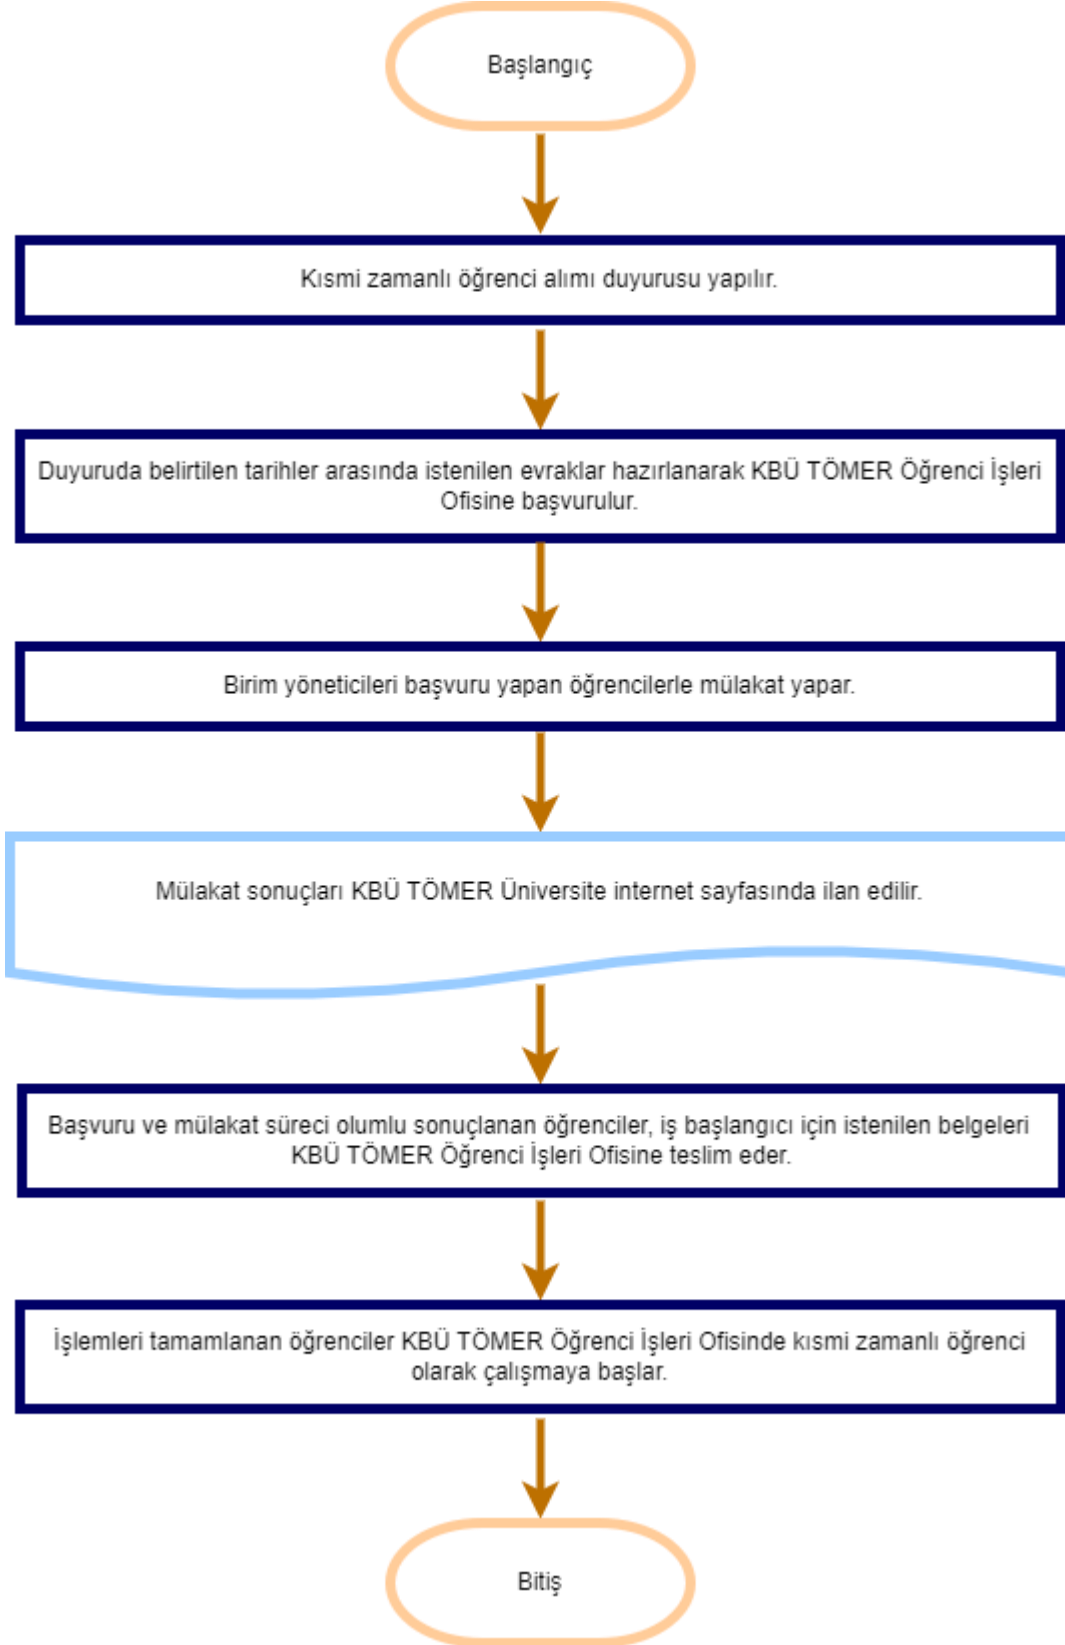 Başlangıç
Kısmi zamanlı öğrenci alımı duyurusu yapılır.
Duyuruda belirtilen tarihler arasında istenilen evraklar hazırlanarak KBÜ TÖMER Öğrenci İşleri
Ofisine başvurulur.
Birim yöneticileri başvuru yapan öğrencilerle mülakat yapar.
Mülakat sonuçları KBÜ TÖMER Üniversite internet sayfasında ilan edilir.
Başvuru ve mülakat süreci olumlu sonuçlanan öğrenciler, iş başlangıcı için istenilen belgeleri
KBÜ TÖMER Öğrenci İşleri Ofisine teslim eder.
İşlemleri tamamlanan öğrenciler KBÜ TÖMER Öğrenci İşleri Ofisinde kısmi zamanlı öğrenci
olarak çalışmaya başlar.
Bitiş